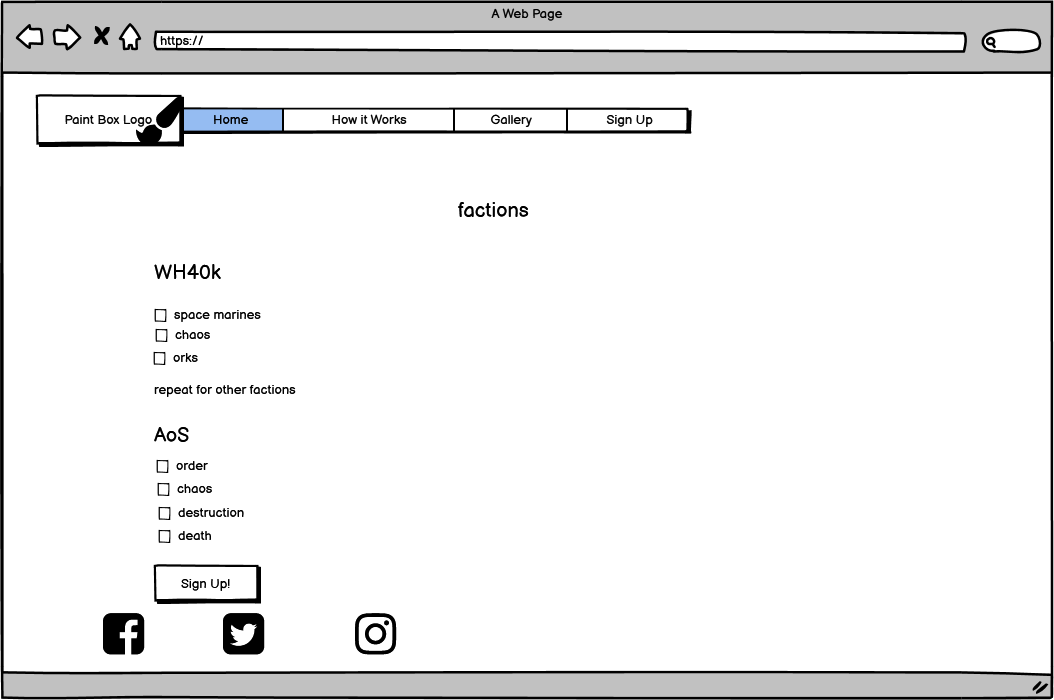 A Web Page
https://
Paint Box Logo
Home
How it Works
Gallery
Sign Up
factions
WH40k
space marines
chaos
orks
repeat for other factions
AoS
order
chaos
destruction
death
Sign Up!